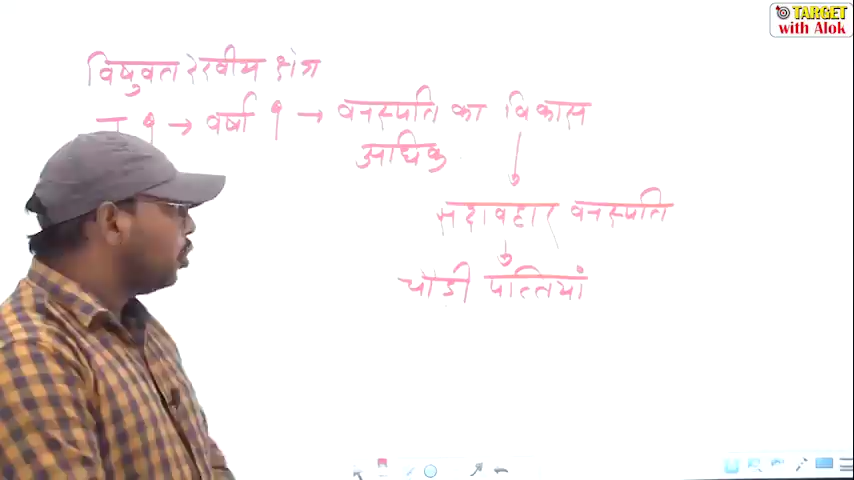 TARGET
with Alok
विषुवत रेखीय क्षेत्र
→ वर्षा ↑ → वनस्पति का विकास
अधिक
सदाबहार वनस्पति
चौड़ी पत्तियां